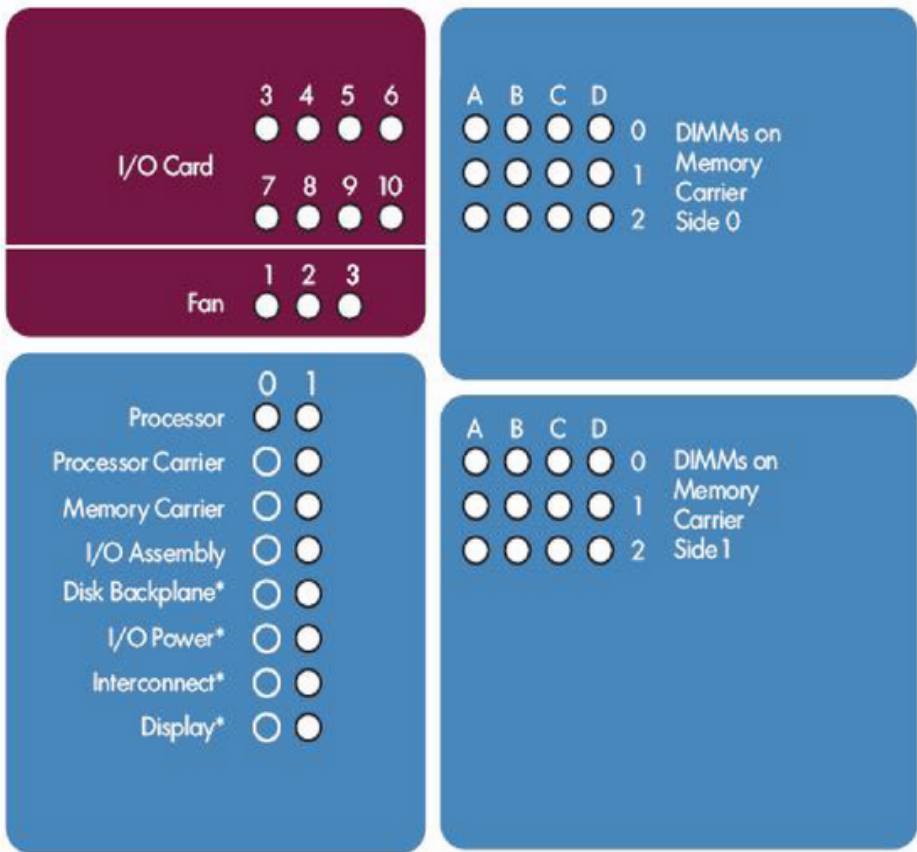 3 4 5 6
I/O Card
7 8 9 10
1 2 3
Fan
0 1
Processor
Processor Carrier
Memory Carrier
I/O Assembly
Disk Backplane*
I/O Power*
Interconnect*
Display*
A B C D
0 DIMMs on
1 Memory
Carrier
2 Side 0
A B C D
0 DIMMs on
1 Memory
Carrier
2 Side 1